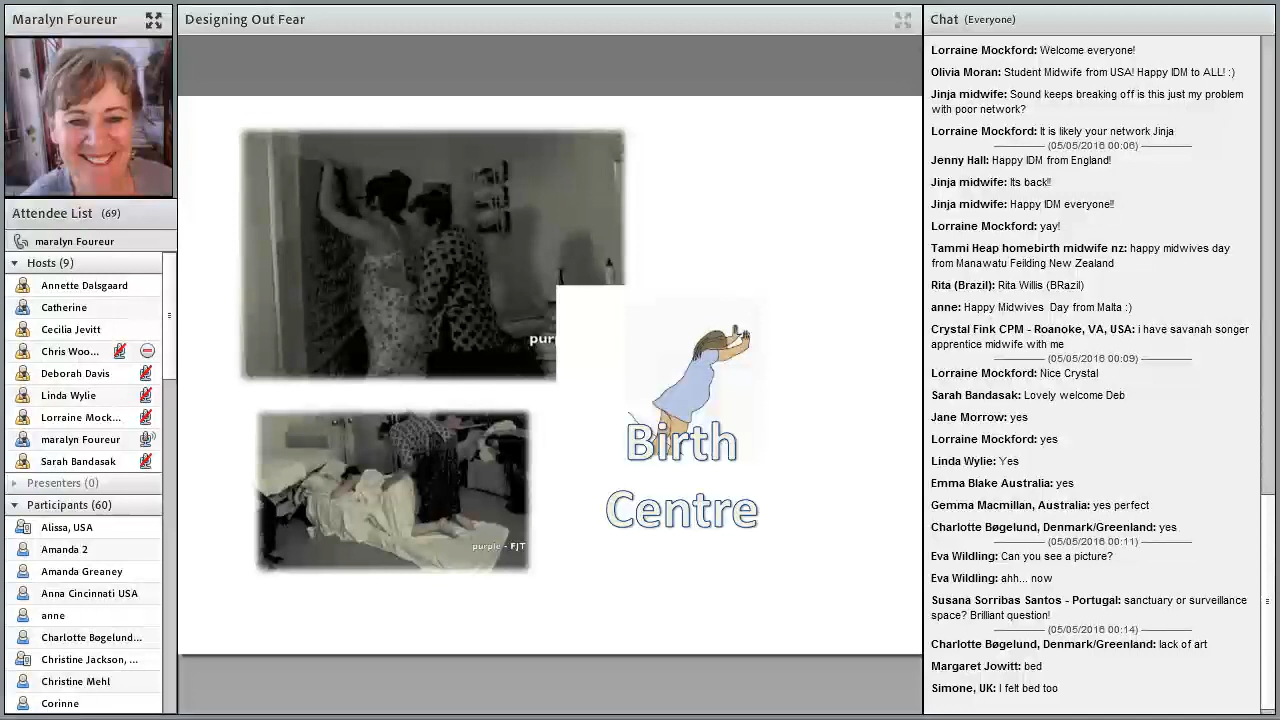 Maralyn Foureur
Attendee List (69)
maralyn Foureur
Hosts (9)
Annette Dalsgaard
Catherine
Cecilia Jevitt
Chris Woo...
Deborah Davis
Linda Wylie
Lorraine Mock...
maralyn Foureur
Sarah Bandasak
Presenters (0)
Participants (60)
Alissa, USA
Amanda 2
Amanda Greaney
Anna Cincinnati USA
anne
Charlotte Bøgelund...
Christine Jackson, ...
Christine Mehl
Corinne
Designing Out Fear
purple - FJT
Birth
Centre
Chat (Everyone)
Lorraine Mockford: Welcome everyone!
Olivia Moran: Student Midwife from USA! Happy IDM to ALL! :)
Jinja midwife: Sound keeps breaking off is this just my problem
with poor network?
Lorraine Mockford: It is likely your network Jinja
(05/05/2016 00:06)
Jenny Hall: Happy IDM from England!
Jinja midwife: Its back!!
Jinja midwife: Happy IDM everyone!!
Lorraine Mockford: yay!
Tammi Heap homebirth midwife nz: happy midwives day
from Manawatu Feilding New Zealand
Rita (Brazil): Rita Willis (BRazil)
anne: Happy Midwives Day from Malta :)
Crystal Fink CPM - Roanoke, VA, USA: i have savanah songer
apprentice midwife with me
(05/05/2016 00:09)
Lorraine Mockford: Nice Crystal
Sarah Bandasak: Lovely welcome Deb
Jane Morrow: yes
Lorraine Mockford: yes
Linda Wylie: Yes
Emma Blake Australia: yes
Gemma Macmillan, Australia: yes perfect
Charlotte Bøgelund, Denmark/Greenland: yes
(05/05/2016 00:11)
Eva Wildling: Can you see a picture?
Eva Wildling: ahh... now
Susana Sorribas Santos - Portugal: sanctuary or surveillance
space? Brilliant question!
(05/05/2016 00:14)
Charlotte Bøgelund, Denmark/Greenland: lack of art
Margaret Jowitt: bed
Simone, UK: I felt bed too